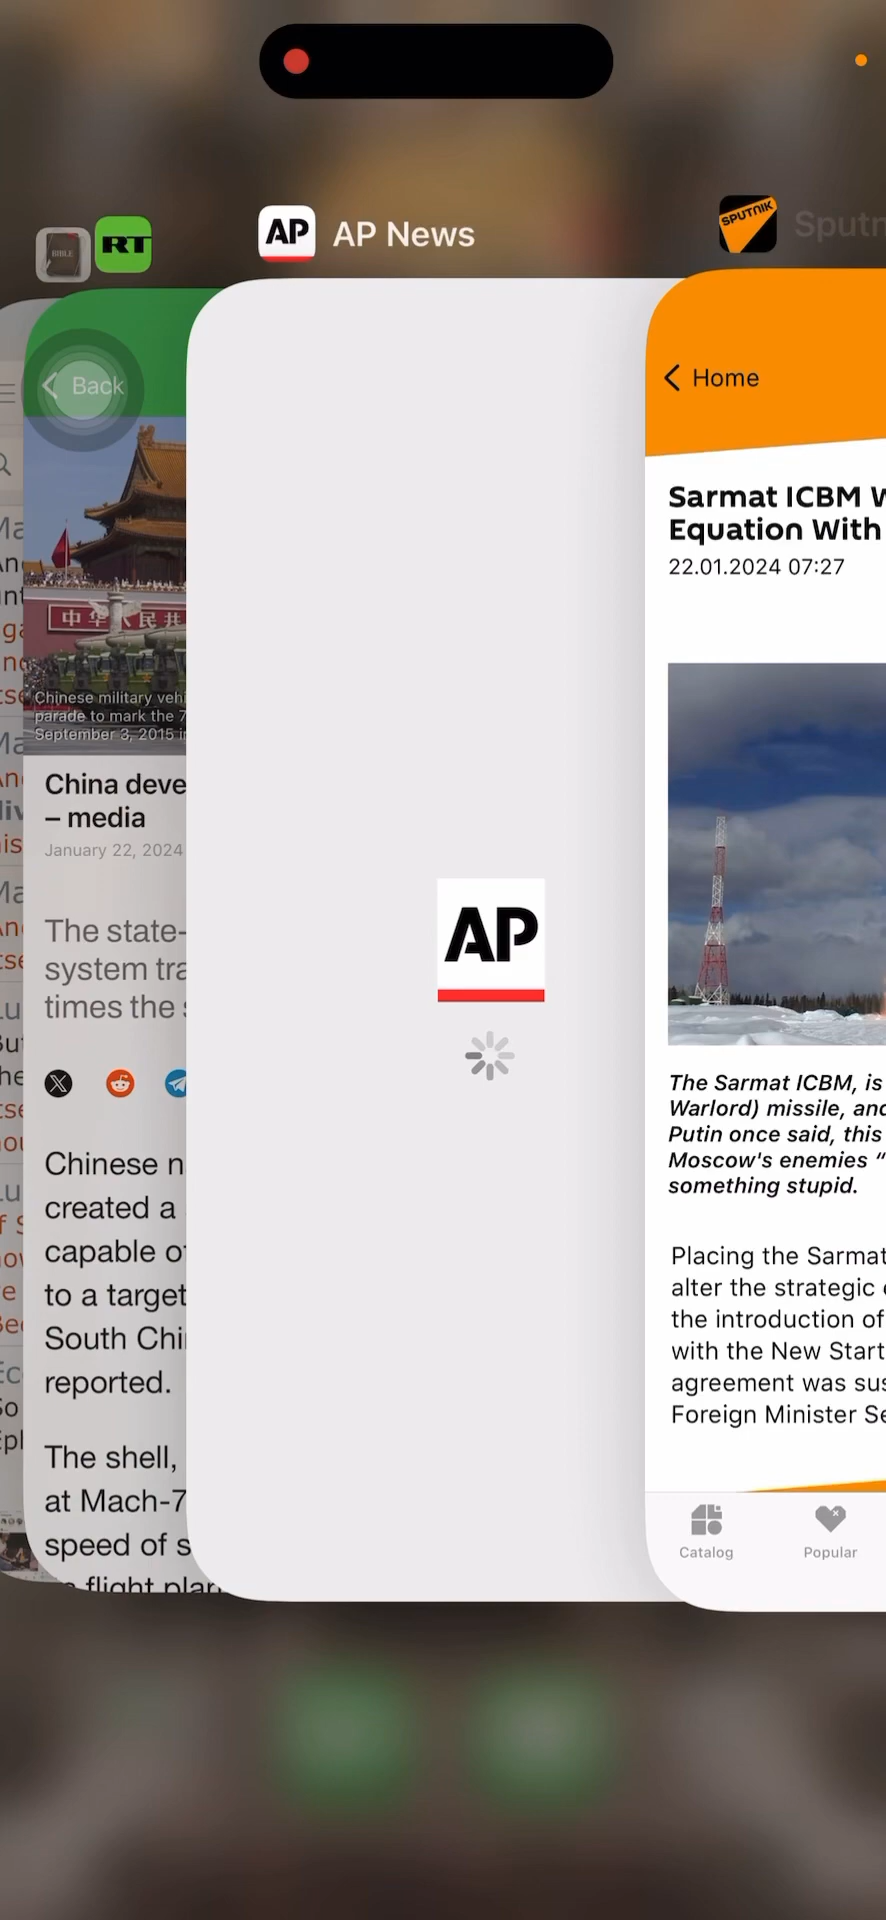 BIBLE
RT
AP
AP News
SPUTNIK
Back
Chinese military vehi
parade to mark the 7
September 3, 2015 i
China deve
– media
January 22, 2024
The state-
system tra
times the s
Chinese n
created a
capable of
to a target
South Chi
reported.
The shell,
at Mach-7
speed of s
flight plan
AP
Home
Sarmat ICBM W
Equation With
22.01.2024 07:27
The Sarmat ICBM, is
Warlord) missile, and
Putin once said, this
Moscow's enemies “
something stupid.
Placing the Sarmat
alter the strategic
the introduction of
with the New Start
agreement was sus
Foreign Minister Se
Catalog
Popular